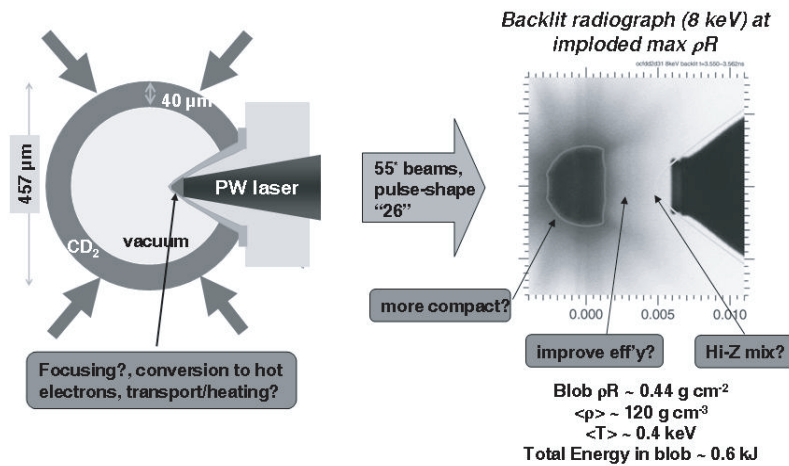 Backlit radiograph (8 keV) at
imploded max ρR
40 µm
457 µm
PW laser
vacuum
CD2
55° beams,
pulse-shape
“26”
more compact?
0.000
0.005
0.010
improve eff'y?
Hi-Z mix?
Focusing?, conversion to hot
electrons, transport/heating?
Blob ρR ~ 0.44 g cm-2
<ρ> ~ 120 g cm-3
<T> ~ 0.4 keV
Total Energy in blob ~ 0.6 kJ